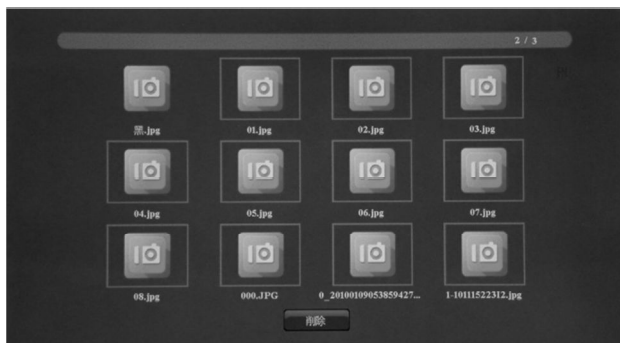 2 / 3
黑.jpg 01.jpg 02.jpg 03.jpg
04.jpg 05.jpg 06.jpg 07.jpg
08.jpg 000.JPG 0_20100109053859427... 1-10111522312.jpg
削除